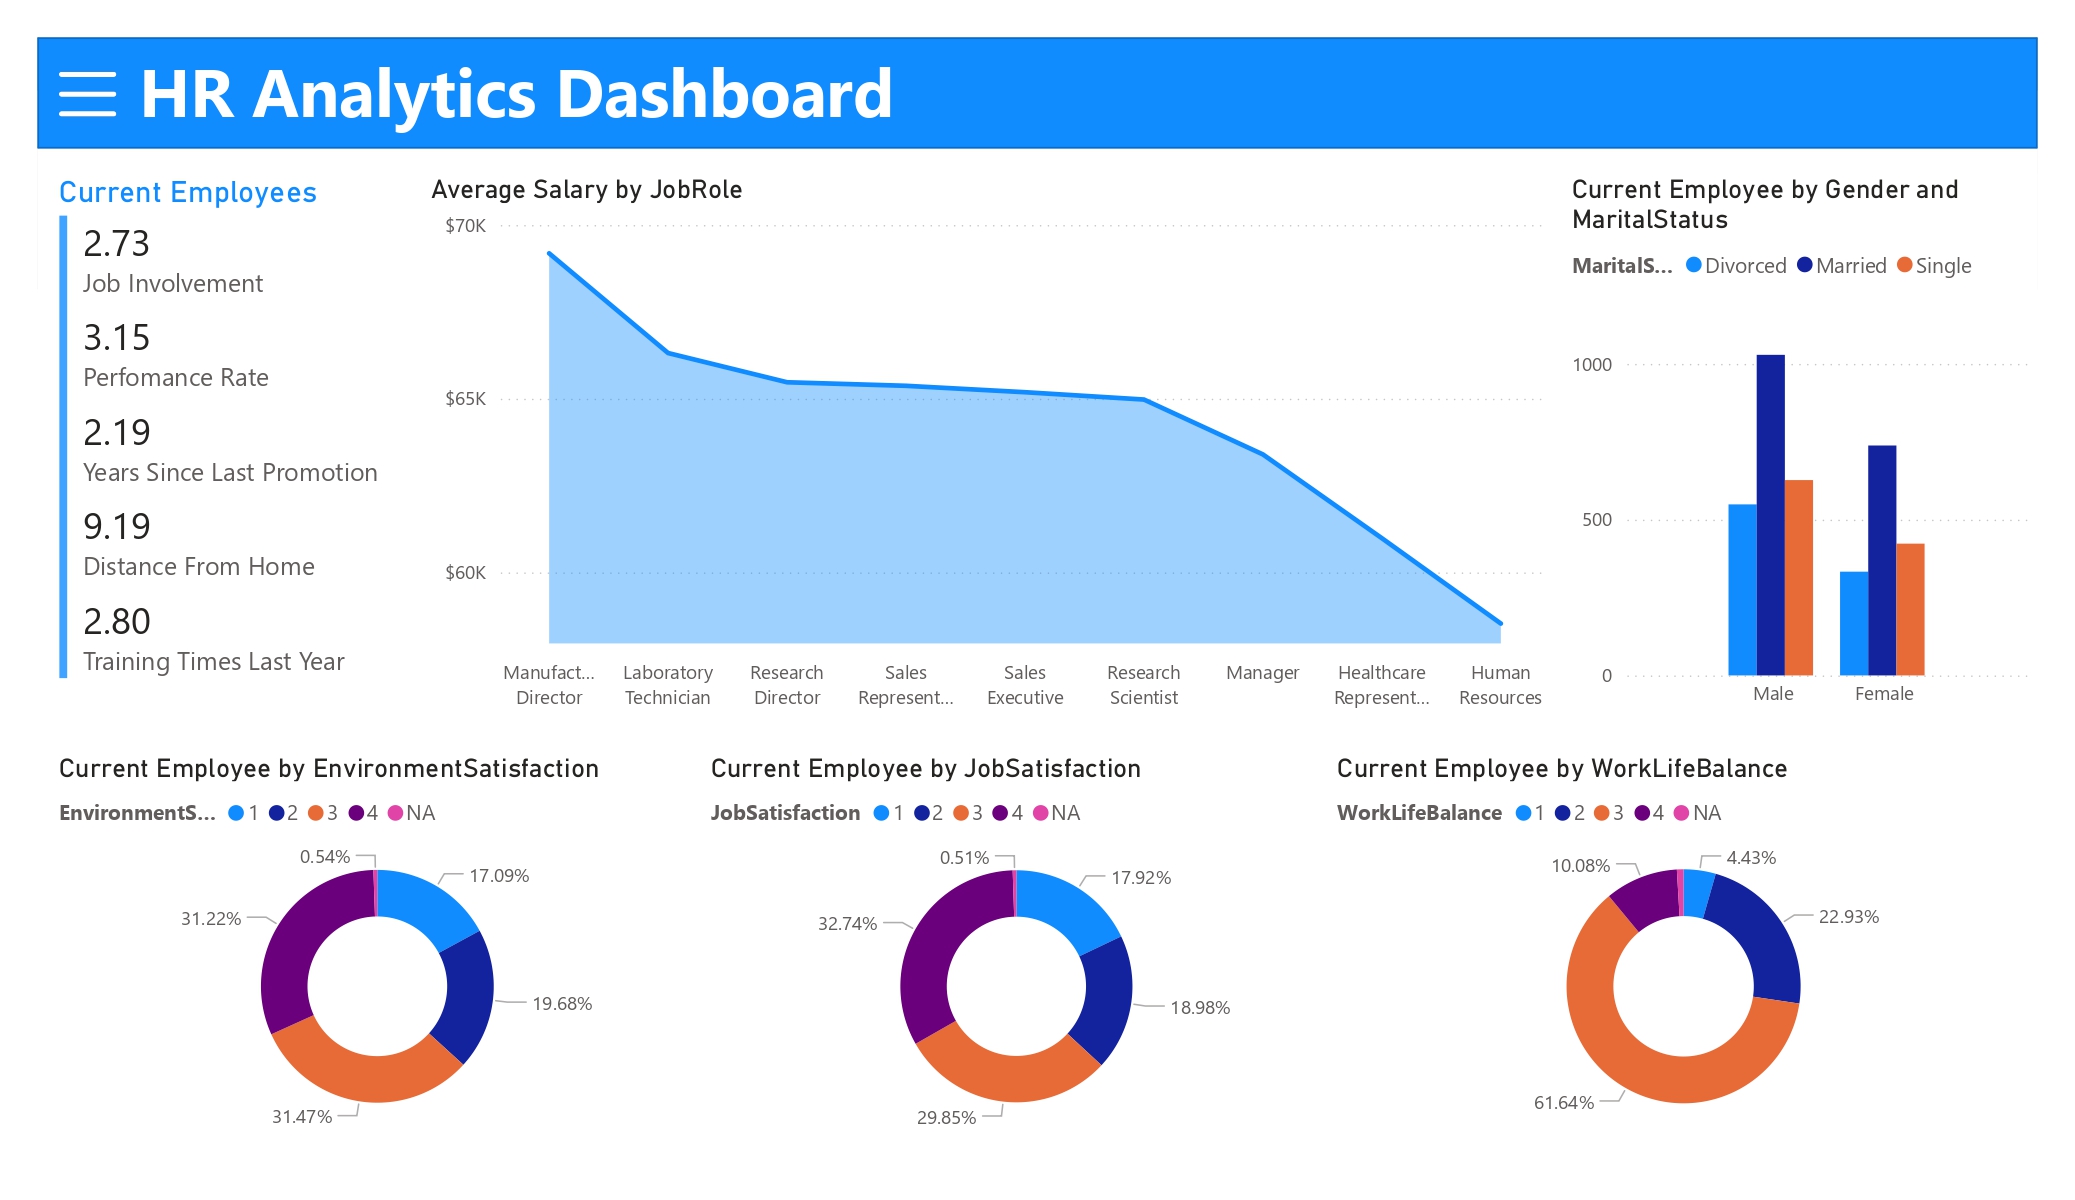 HR Analytics Dashboard
Current Employees
2.73
Job Involvement
3.15
Perfomance Rate
2.19
Years Since Last Promotion
9.19
Distance From Home
2.80
Training Times Last Year
Average Salary by JobRole
$70K
$65K
$60K
Manufact... Director
Laboratory Technician
Research Director
Sales Represent...
Sales Executive
Research Scientist
Manager
Healthcare Represent...
Human Resources
Current Employee by Gender and
MaritalStatus
MaritalS... Divorced Married Single
1000
500
0
Male Female
Current Employee by EnvironmentSatisfaction
EnvironmentS... 1 2 3 4 NA
0.54%
17.09%
31.22%
19.68%
31.47%
Current Employee by JobSatisfaction
JobSatisfaction 1 2 3 4 NA
0.51%
17.92%
32.74%
18.98%
29.85%
Current Employee by WorkLifeBalance
WorkLifeBalance 1 2 3 4 NA
4.43%
10.08%
22.93%
61.64%